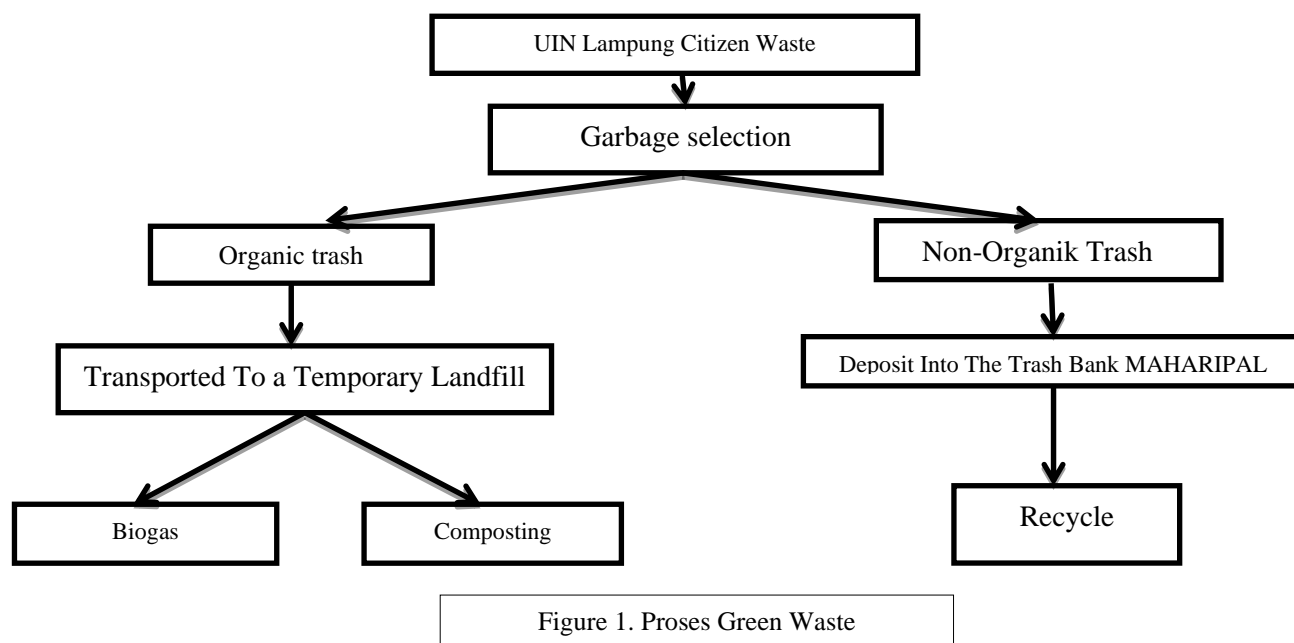 UIN Lampung Citizen Waste
Garbage selection
Organic trash
Non-Organik Trash
Transported To a Temporary Landfill
Deposit Into The Trash Bank MAHARIPAL
Biogas
Composting
Recycle
Figure 1. Proses Green Waste